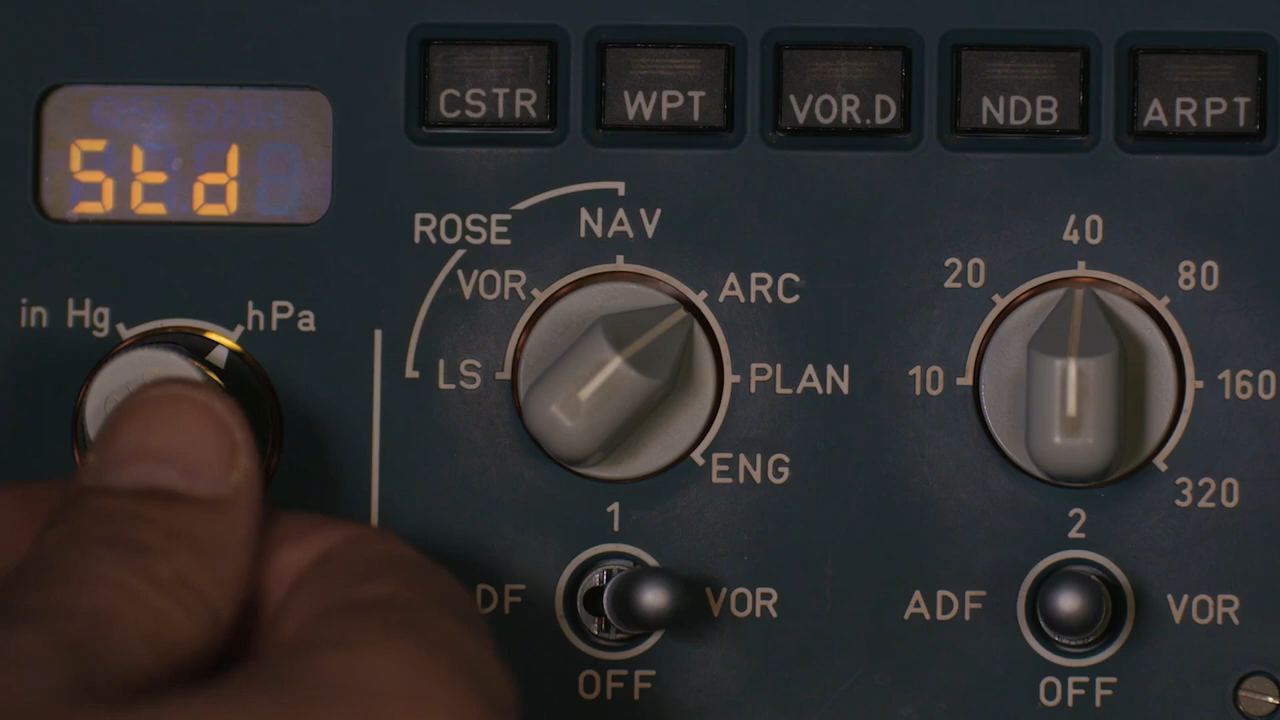 CSTR WPT VOR.D NDB ARPT
Std
ROSE NAV
VOR ARC
LS PLAN
ENG
40
20 80
10 160
320
in Hg hPa
1 2
DF VOR ADF VOR
OFF OFF